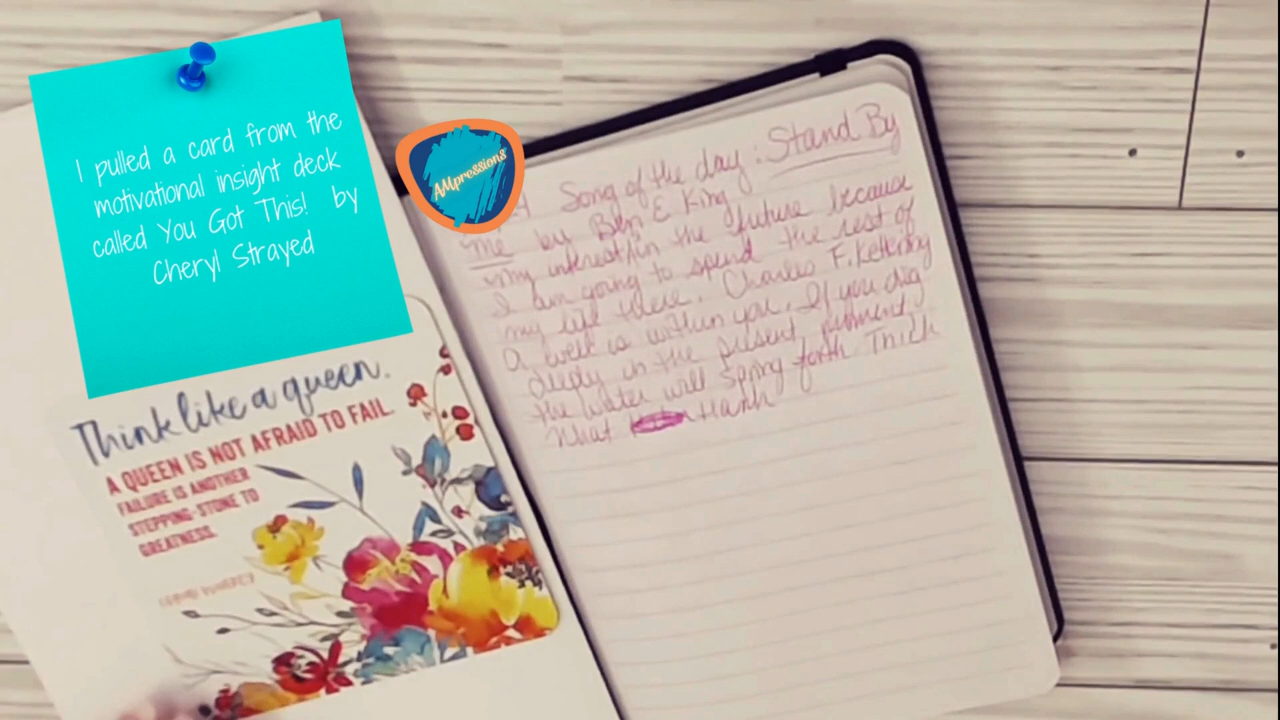 I pulled a card from the
motivational insight deck
called You Got This! by
Cheryl Strayed
AMpressions
Think like a queen.
A QUEEN IS NOT AFRAID TO FAIL.
FAILURE IS ANOTHER
STEPPING-STONE TO
GREATNESS.
Song of the day: Stand By
me by Ben E King
My interest in the future because
I am going to spend the rest of
my life there. Charles F. Kettering
A well is within you. If you dig
deeply in the present moment,
the water will spring forth. Thich
Nhat Hanh